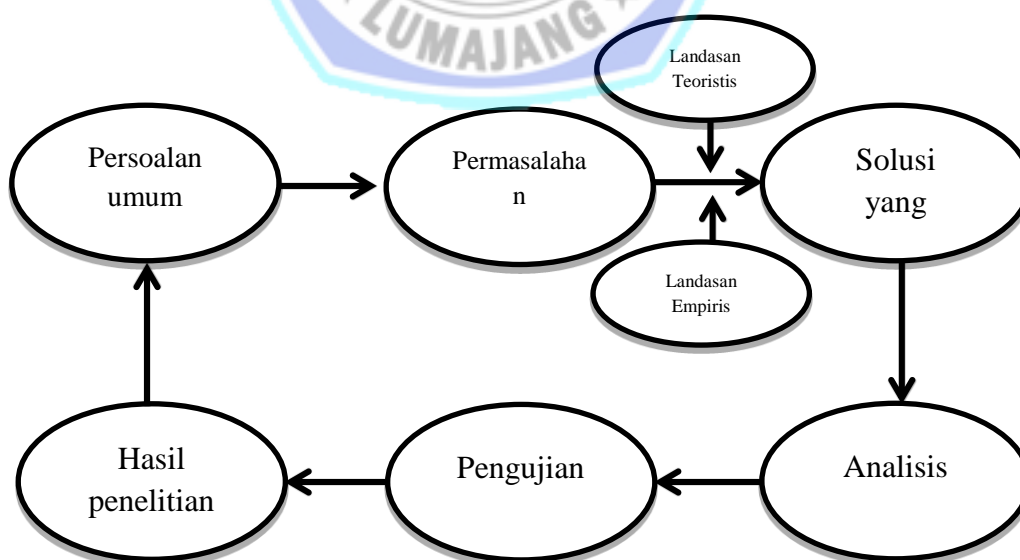 LUMAJANG
Landasan
Teoristis
Persoalan
umum
Permasalaha
n
Solusi
yang
Landasan
Empiris
Hasil
penelitian
Pengujian
Analisis